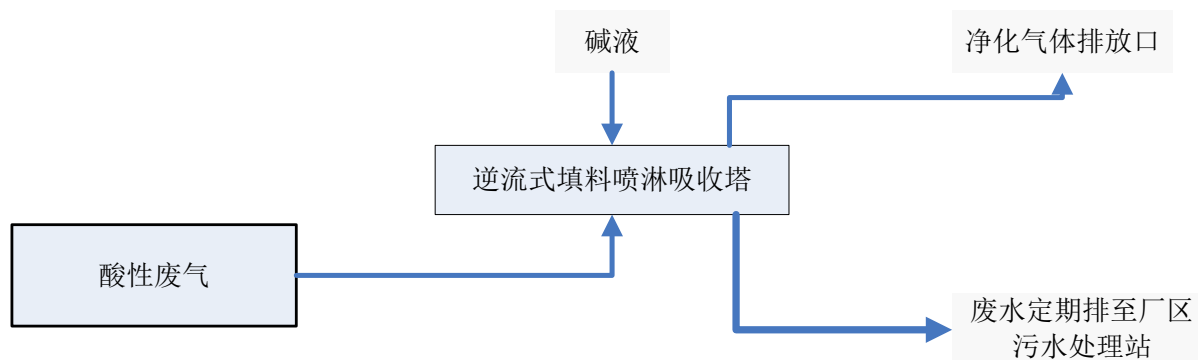 碱液
净化气体排放口
逆流式填料喷淋吸收塔
酸性废气
废水定期排至厂区
污水处理站